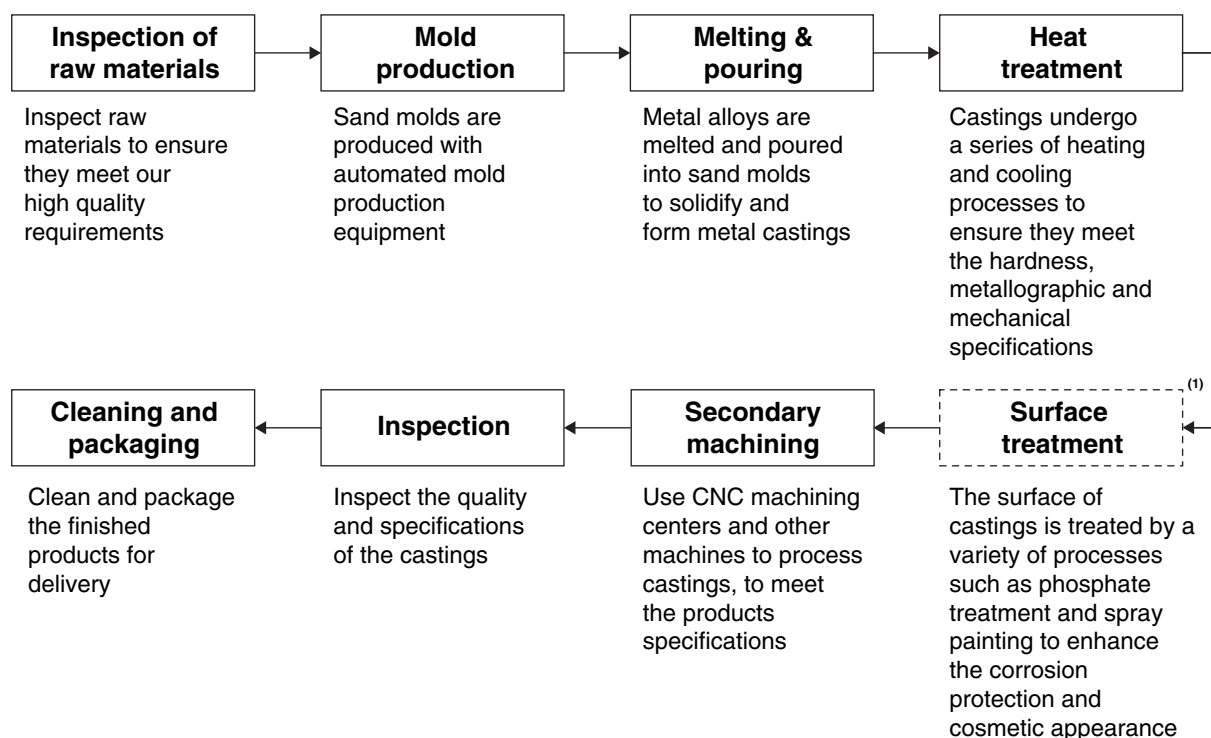 Inspection of
raw materials
Inspect raw
materials to ensure
they meet our
high quality
requirements
Mold
production
Sand molds are
produced with
automated mold
production
equipment
Melting &
pouring
Metal alloys are
melted and poured
into sand molds
to solidify and
form metal castings
Heat
treatment
Castings undergo
a series of heating
and cooling
processes to
ensure they meet
the hardness,
metallographic and
mechanical
specifications
(1)
Surface
treatment
The surface of
castings is treated by a
variety of processes
such as phosphate
treatment and spray
painting to enhance
the corrosion
protection and
cosmetic appearance
Secondary
machining
Use CNC machining
centers and other
machines to process
castings, to meet
the products
specifications
Inspection
Inspect the quality
and specifications
of the castings
Cleaning and
packaging
Clean and package
the finished
products for
delivery